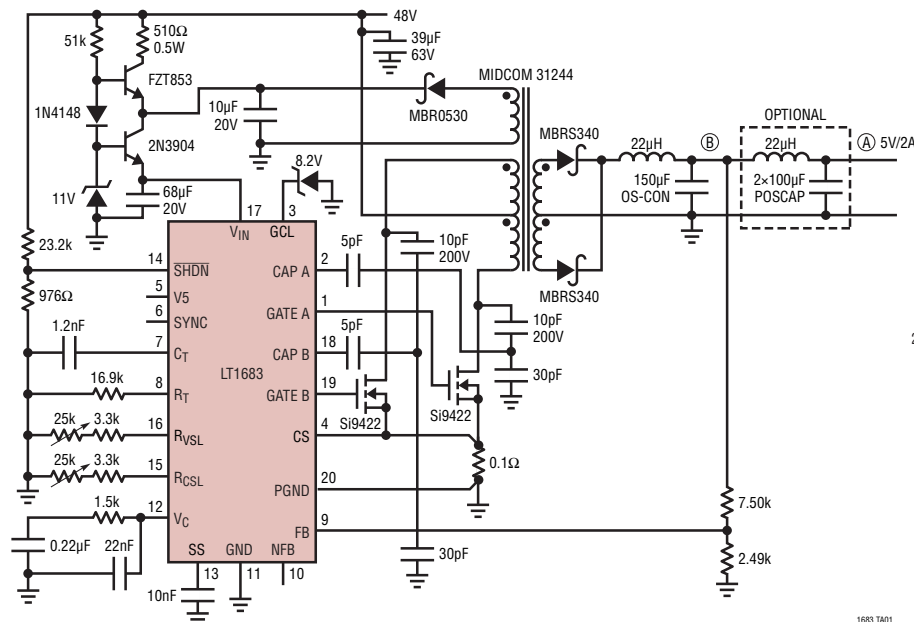 48V
51k
510Ω
0.5W
39µF
63V
FZT853
MIDCOM 31244
1N4148
10µF
20V
MBR0530
OPTIONAL
MBRS340
22µH
B
22µH
A 5V/2A
2N3904
8.2V
150µF
OS-CON
2×100µF
POSCAP
11V
68µF
20V
17
3
VIN
GCL
10pF
200V
5pF
23.2k
14
SHDN
CAP A
2
976Ω
5
V5
GATE A
1
MBRS340
6
SYNC
5pF
10pF
200V
1.2nF
7
CT
LT1683
CAP B
18
2
30pF
16.9k
8
RT
GATE B
19
Si9422
Si9422
25k
3.3k
16
RVSL
CS
4
0.1Ω
25k
3.3k
15
RCSL
PGND
20
1.5k
12
VC
FB
9
7.50k
0.22µF
22nF
SS
GND
NFB
30pF
2.49k
13
11
10
10nF
1683 TA01